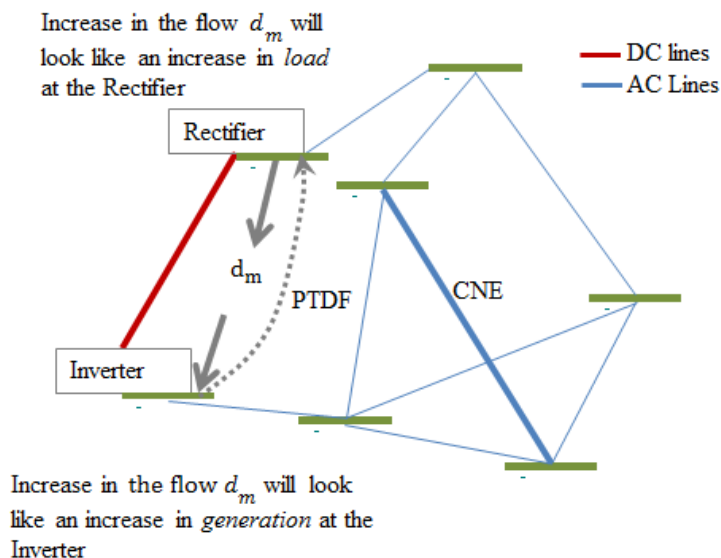 Increase in the flow d_m will
look like an increase in load
at the Rectifier
DC lines
AC Lines
Rectifier
d_m
PTDF
CNE
Inverter
Increase in the flow d_m will look
like an increase in generation at the
Inverter